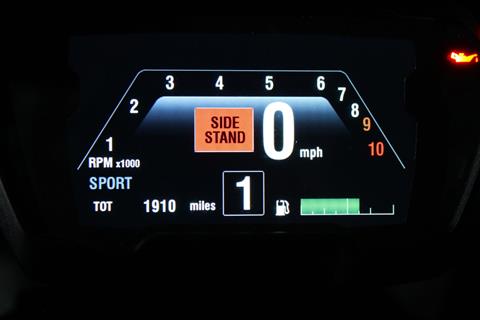 3 4 5 6
2 7
8
1 9
10
SIDE
STAND
0 mph
RPM x1000
SPORT
TOT 1910 miles
1